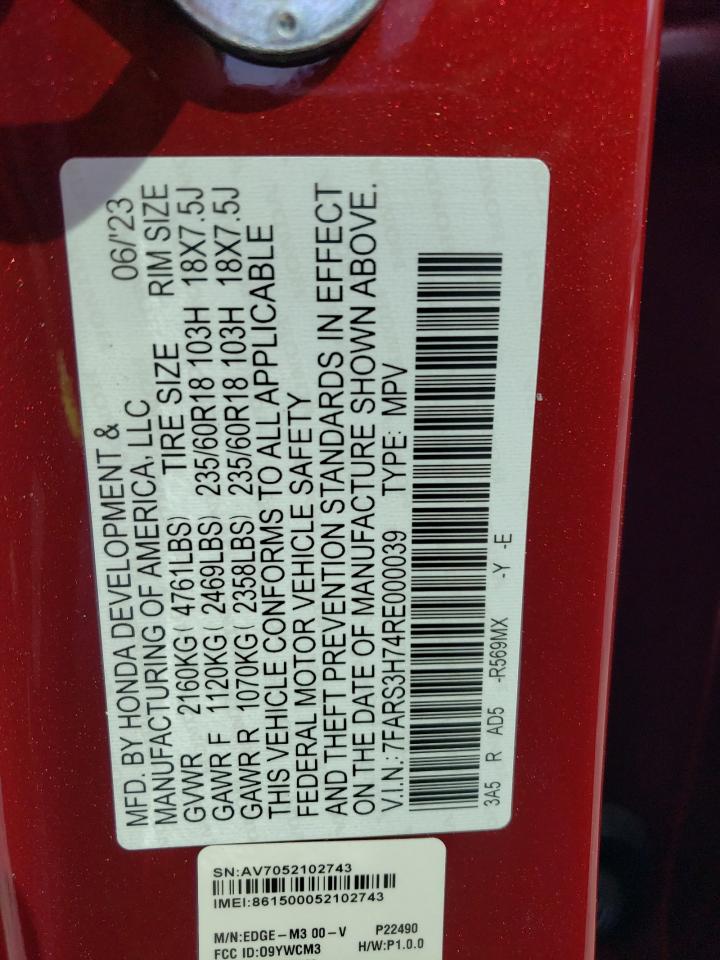 MFD. BY HONDA DEVELOPMENT & 06/'23
MANUFACTURING OF AMERICA, LLC
TIRE SIZE RIM SIZE
GVWR 2160KG ( 4761LBS)
GAWR F 1120KG ( 2469LBS) 235/60R18 103H 18X7.5J
GAWR R 1070KG ( 2358LBS) 235/60R18 103H 18X7.5J
THIS VEHICLE CONFORMS TO ALL APPLICABLE
FEDERAL MOTOR VEHICLE SAFETY
AND THEFT PREVENTION STANDARDS IN EFFECT
ON THE DATE OF MANUFACTURE SHOWN ABOVE.
V.I.N.: 7FARS3H74RE000039 TYPE: MPV
3A5 R AD5 -R569MX -Y -E
SN:AV7052102743
IMEI:861500052102743
M/N:EDGE-M3 00-V P22490
FCC ID:O9YWCM3 H/W:P1.0.0